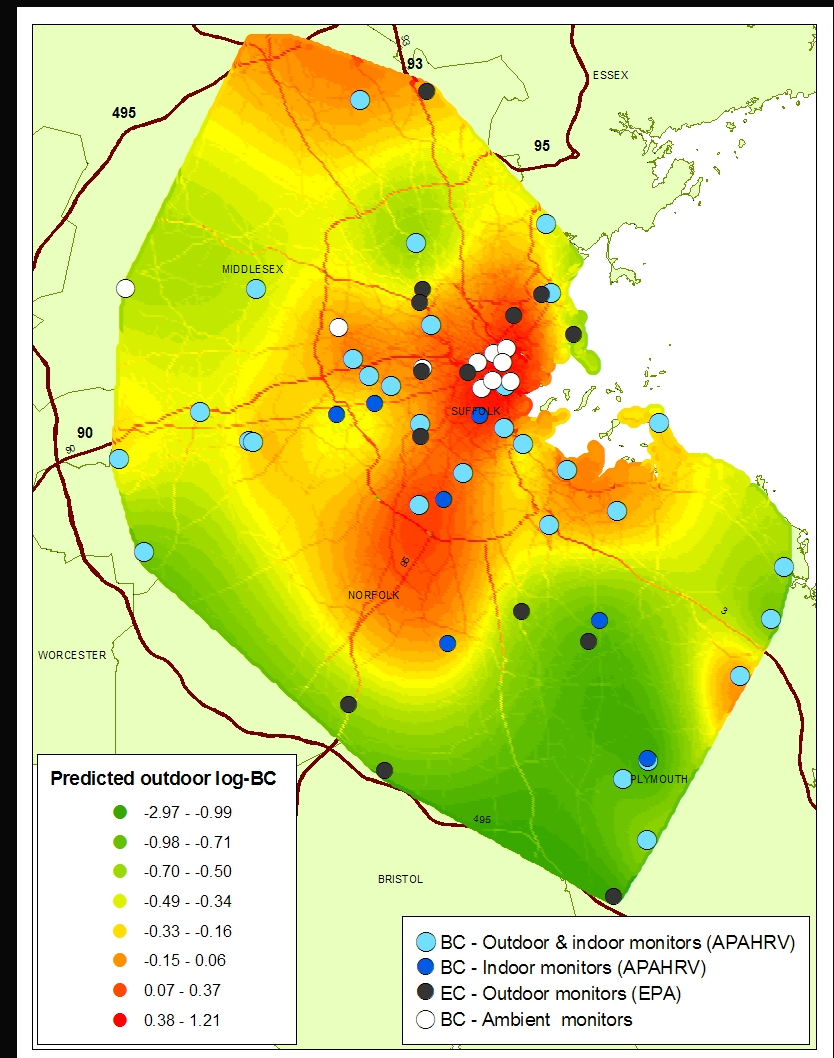 93
93
ESSEX
495
95
MIDDLESEX
SUFFOLK
90
90
95
NORFOLK
3
WORCESTER
PLYMOUTH
495
BRISTOL
Predicted outdoor log-BC
-2.97 - -0.99
-0.98 - -0.71
-0.70 - -0.50
-0.49 - -0.34
-0.33 - -0.16
-0.15 - 0.06
0.07 - 0.37
0.38 - 1.21
BC - Outdoor & indoor monitors (APAHRV)
BC - Indoor monitors (APAHRV)
EC - Outdoor monitors (EPA)
BC - Ambient monitors